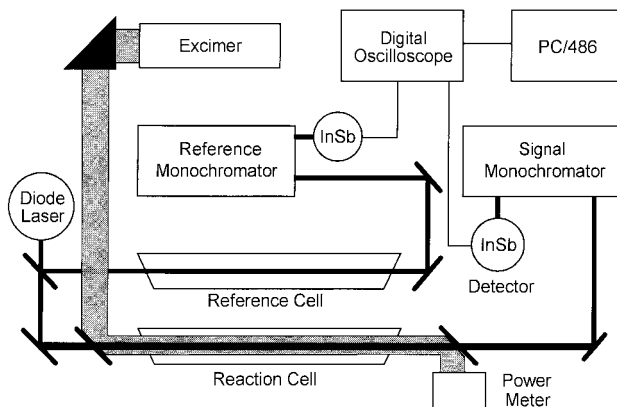 Excimer
Digital
Oscilloscope
PC/486
InSb
Reference
Monochromator
Signal
Monochromator
Diode
Laser
InSb
Detector
Reference Cell
Reaction Cell
Power
Meter